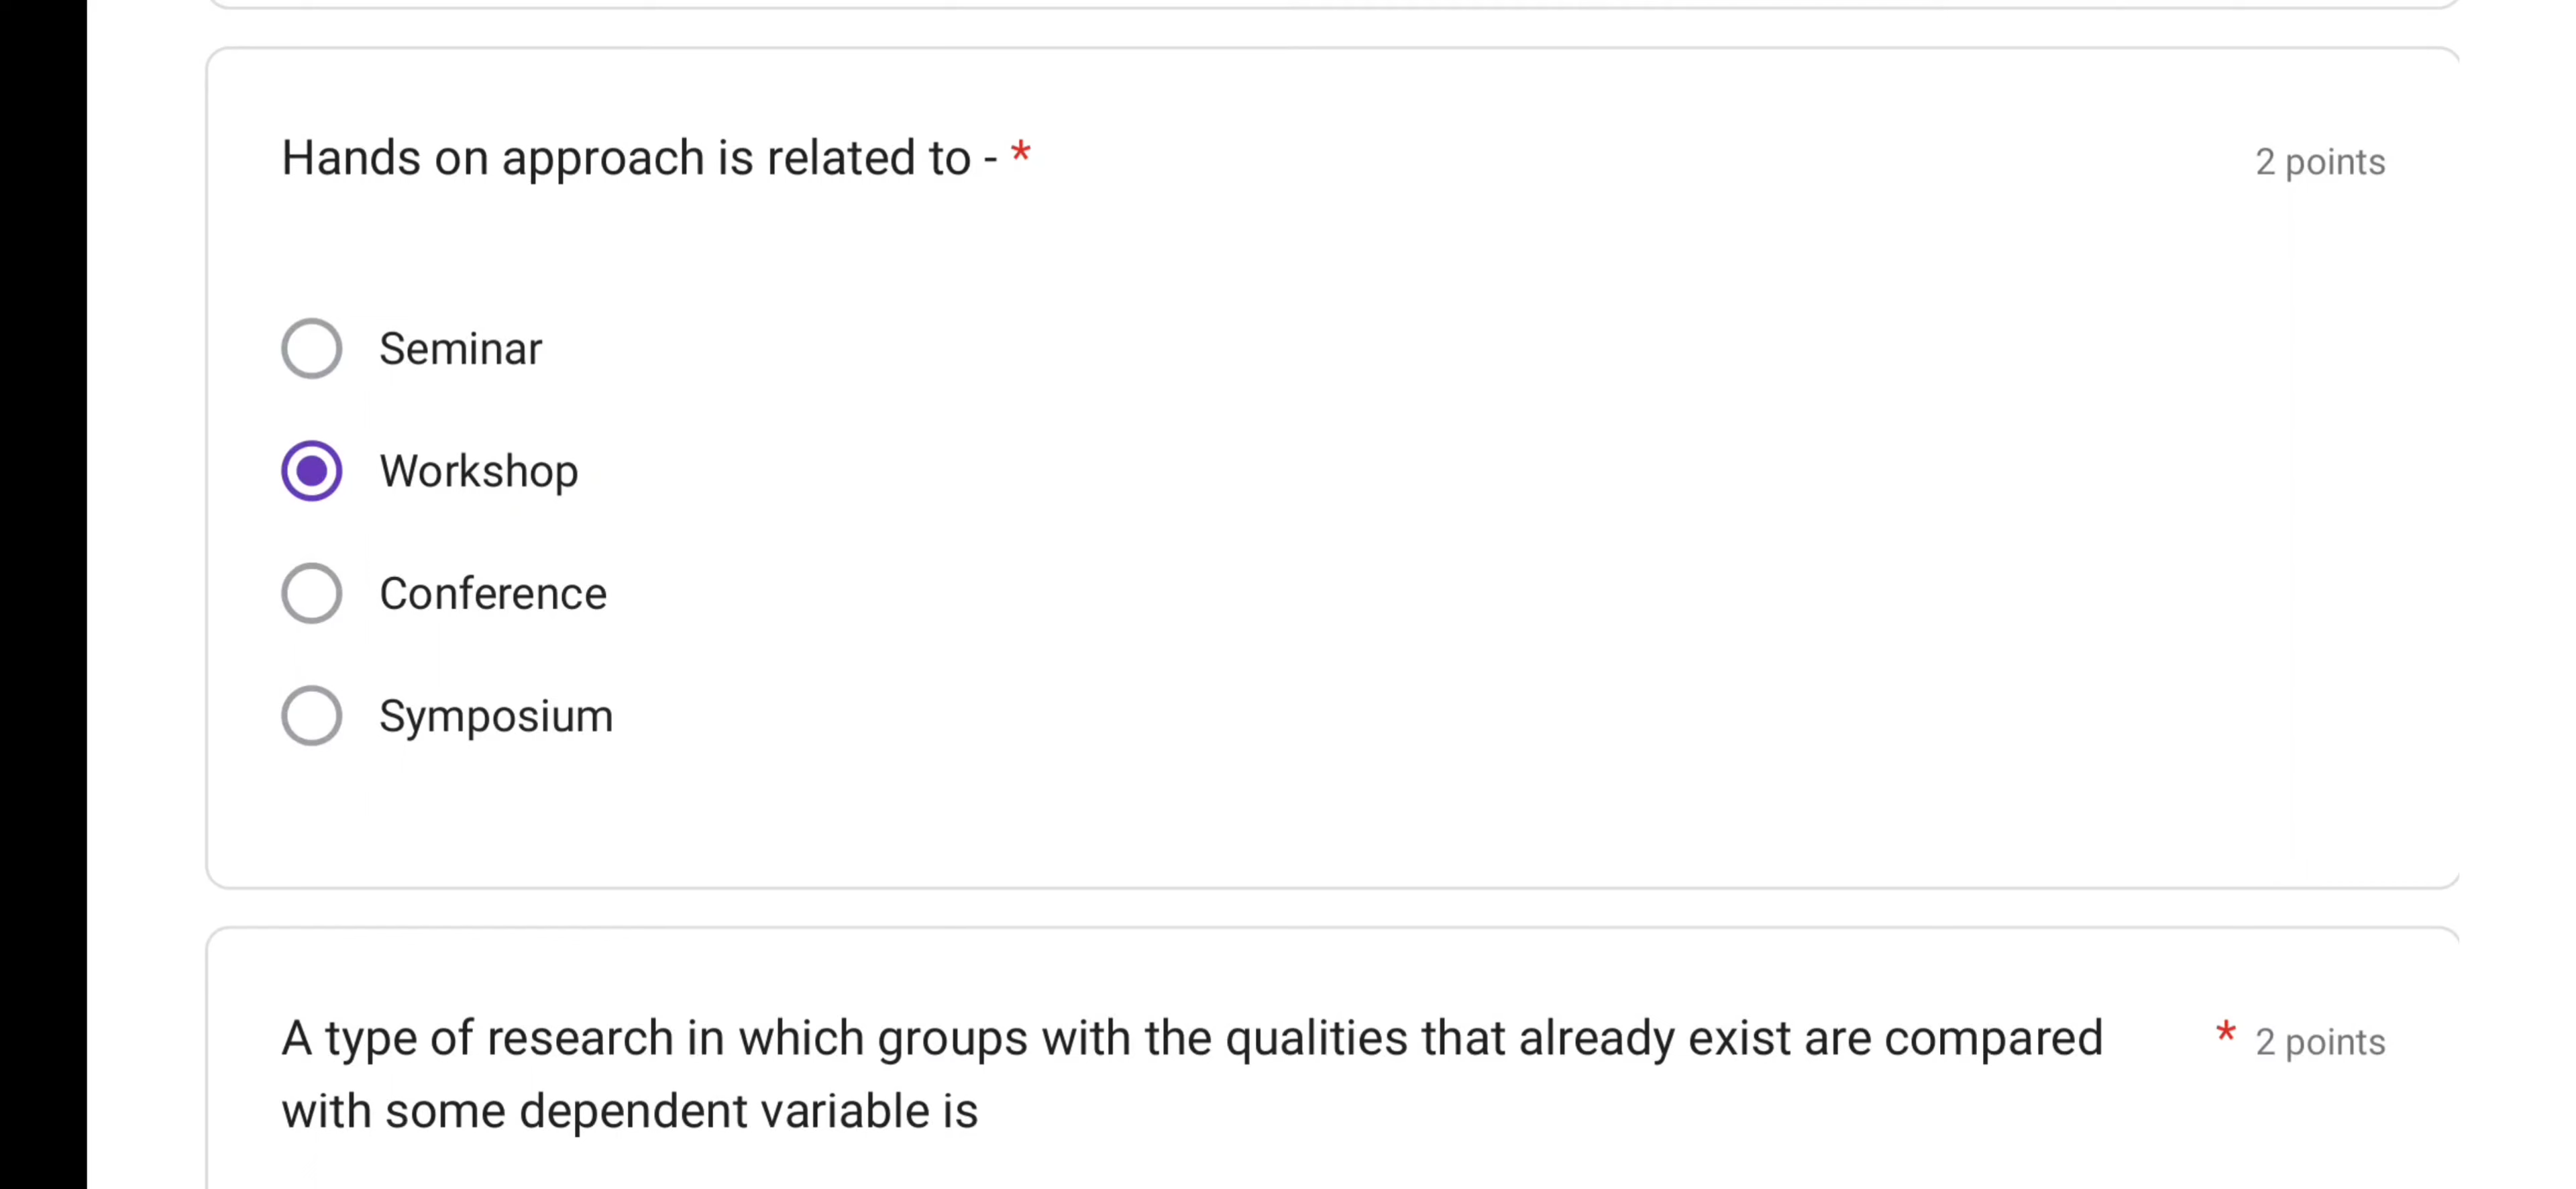 Hands on approach is related to - *
2 points
Seminar
Workshop
Conference
Symposium
A type of research in which groups with the qualities that already exist are compared
* 2 points
with some dependent variable is